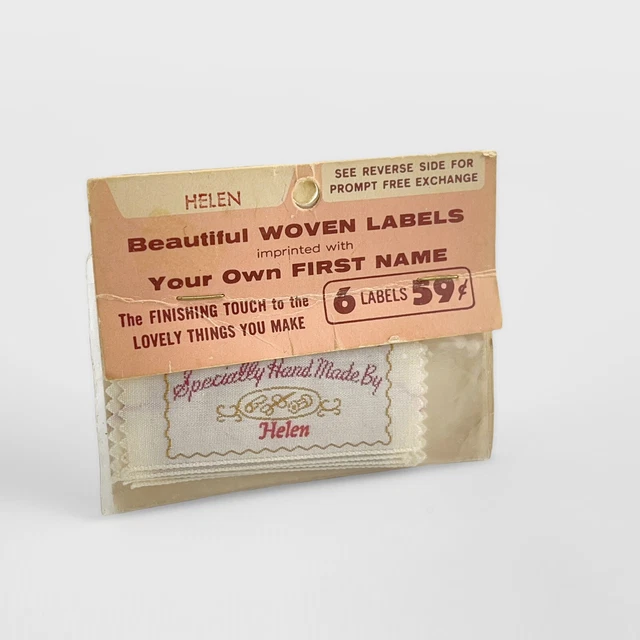 HELEN
SEE REVERSE SIDE FOR
PROMPT FREE EXCHANGE
Beautiful WOVEN LABELS
imprinted with
Your Own FIRST NAME
The FINISHING TOUCH to the
LOVELY THINGS YOU MAKE
6 LABELS 59¢
Specially Hand Made By
Helen